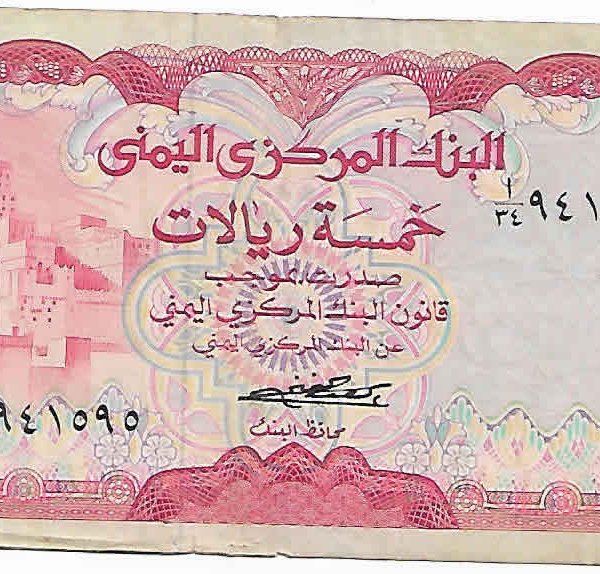 البنك المركزى اليمنى
١/٣٤ ٩٤١
خمسة ريالات
صدرت بموجب
قانون البنك المركزي اليمني
عن البنك المركزي اليمني
٩٤١٥٩٥
محافظ البنك